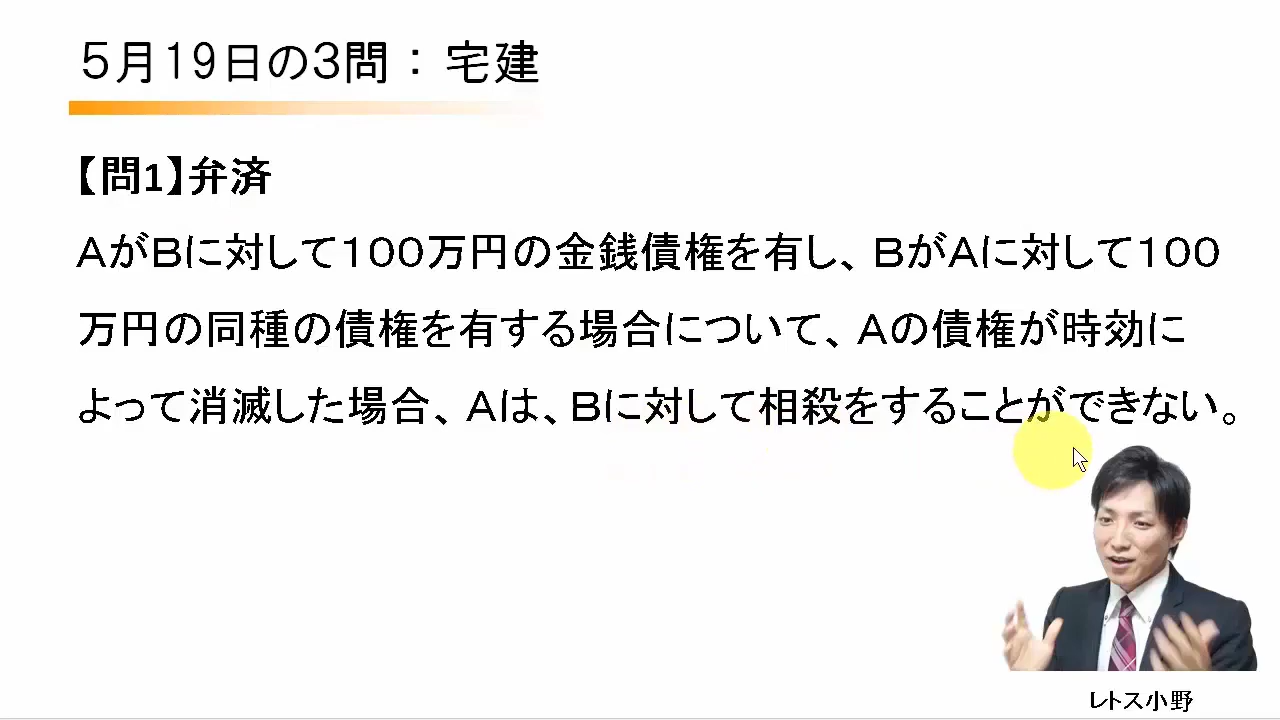 5月19日の3問：宅建
【問1】弁済
ＡがＢに対して１００万円の金銭債権を有し、ＢがＡに対して１００
万円の同種の債権を有する場合について、Ａの債権が時効に
よって消滅した場合、Ａは、Ｂに対して相殺をすることができない。
レトス小野